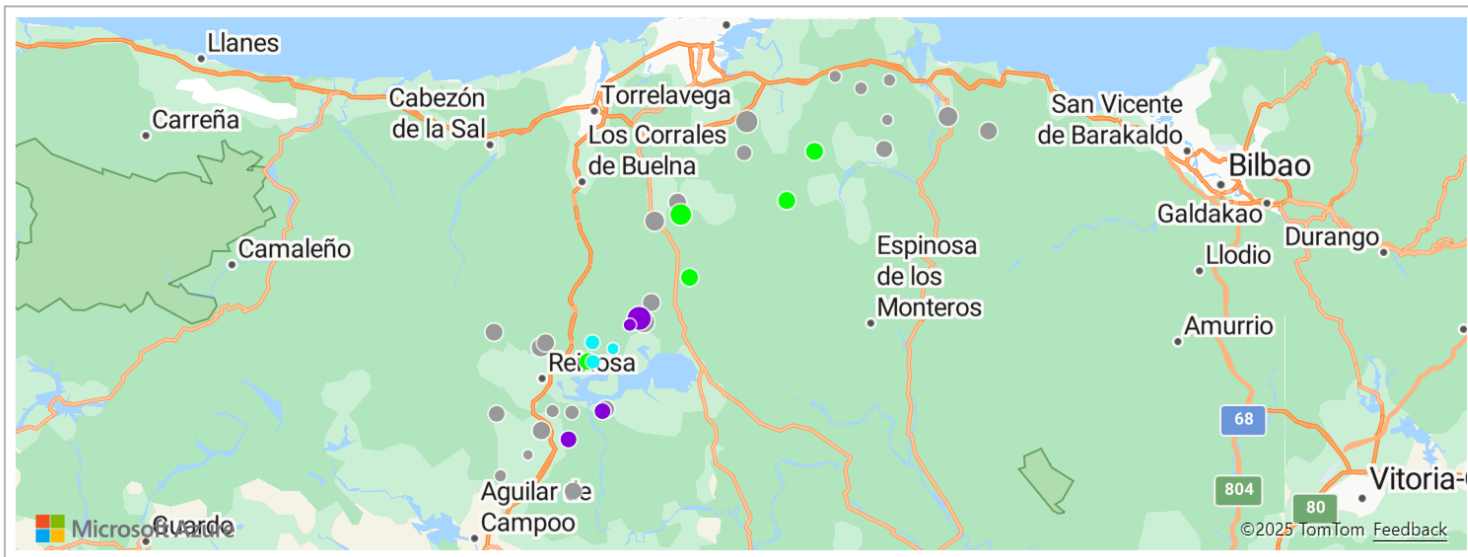 Llanes
Cabezón
de la Sal
Torrelavega
San Vicente
de Barakaldo
Carreña
Los Corrales
de Buelna
Bilbao
Galdakao
Durango
Camaleño
Espinosa
de los
Monteros
Llodio
Amurrio
Reinosa
68
Aguilar de
Campoo
Vitoria-G
804
80
Guardo
Microsoft Azure
©2025 TomTom Feedback